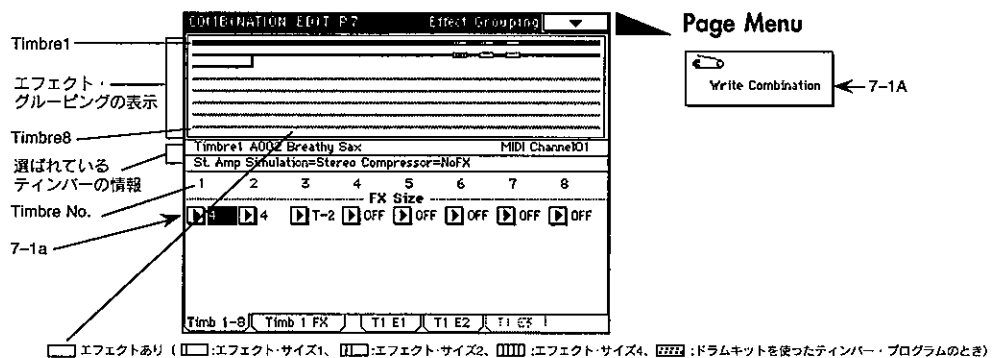 COMBINATION EDIT P7 Effect Grouping
Page Menu
Write Combination
7-1A
Timbre1
エフェクト・
グルーピングの表示
Timbre8
選ばれている
ティンバーの情報
Timbre No.
7-1a
Timbre1 A002 Breathy Sax MIDI Channel01
St. Amp Simulation=Stereo Compressor=NoFX
1 2 3 4 5 6 7 8
FX Size
4 4 T-2 OFF OFF OFF OFF OFF
Timb 1-8 Timb 1 FX T1 E1 T1 E2 T1 E3
エフェクトあり ( :エフェクト・サイズ1、 :エフェクト・サイズ2、 :エフェクト・サイズ4、 :ドラムキットを使ったティンバー・プログラムのとき)